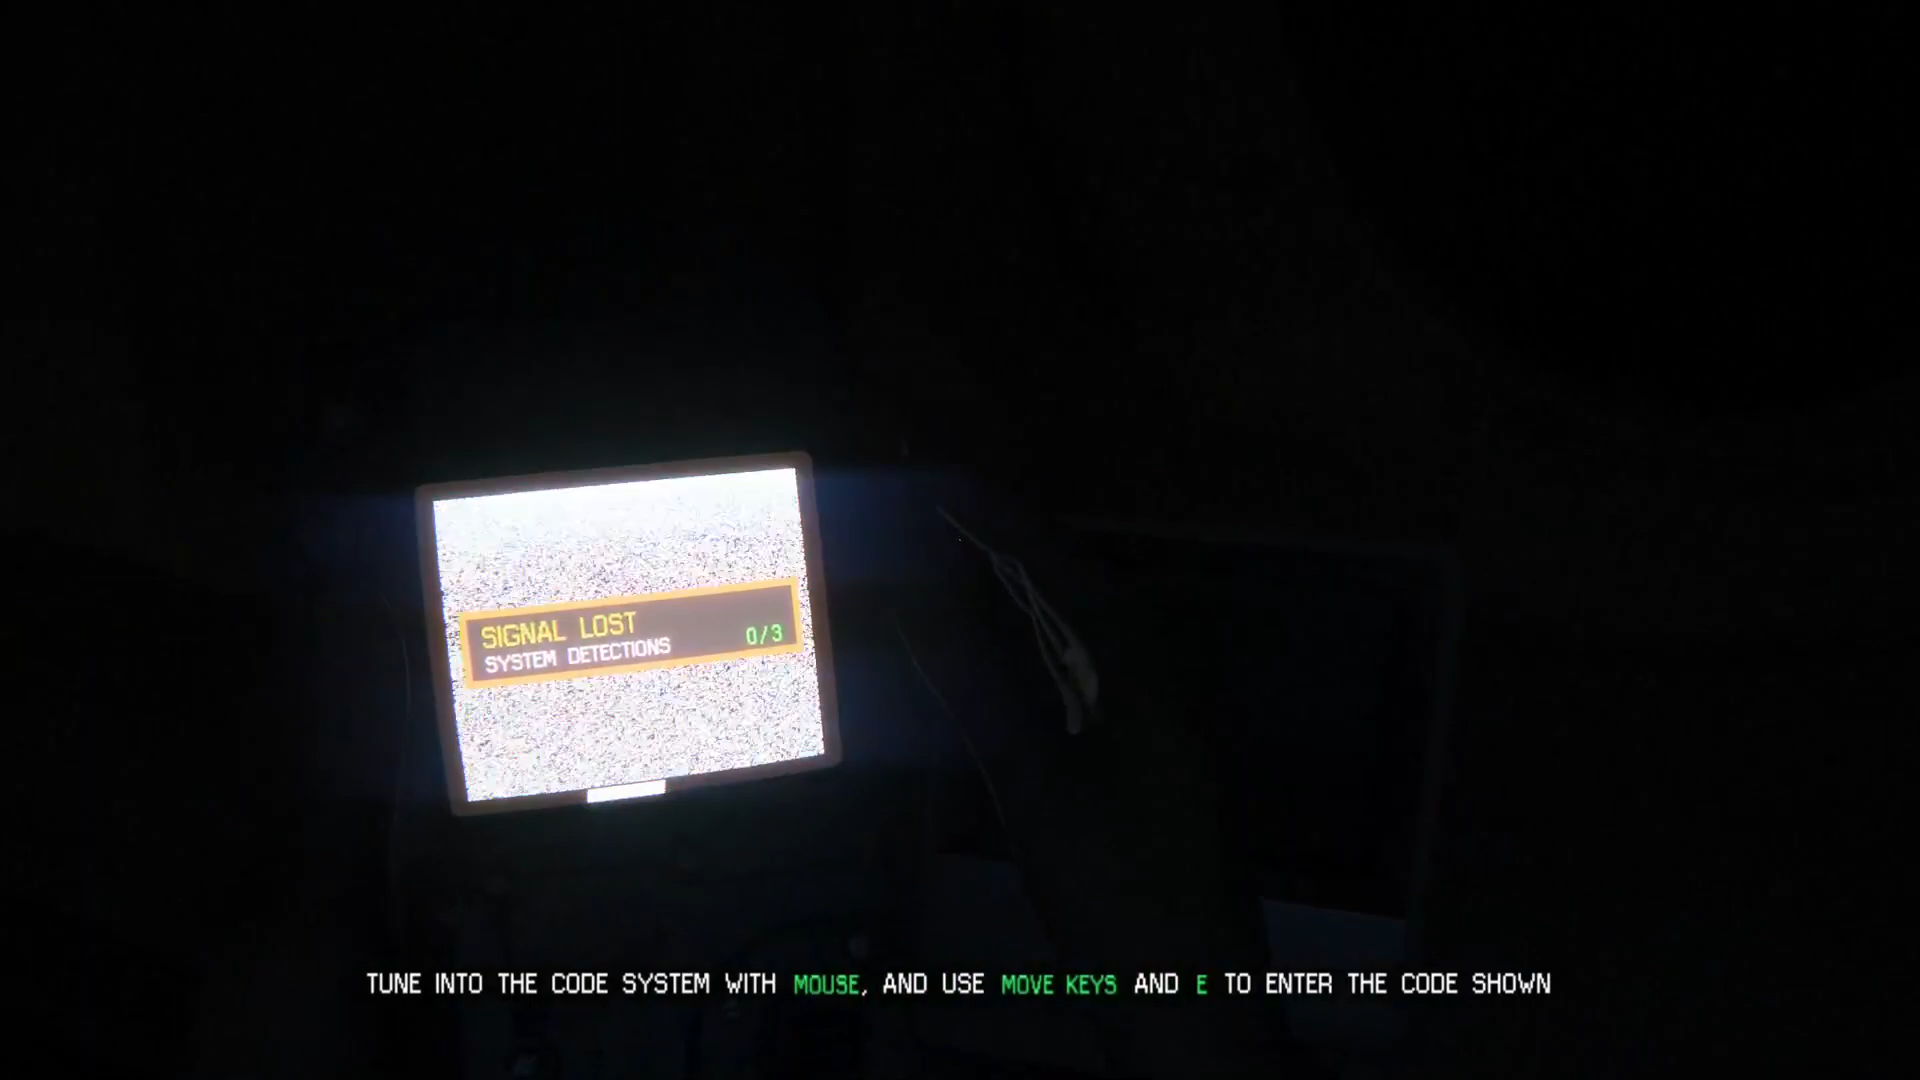 SIGNAL LOST
SYSTEM DETECTIONS 0/3
TUNE INTO THE CODE SYSTEM WITH MOUSE, AND USE MOVE KEYS AND E TO ENTER THE CODE SHOWN